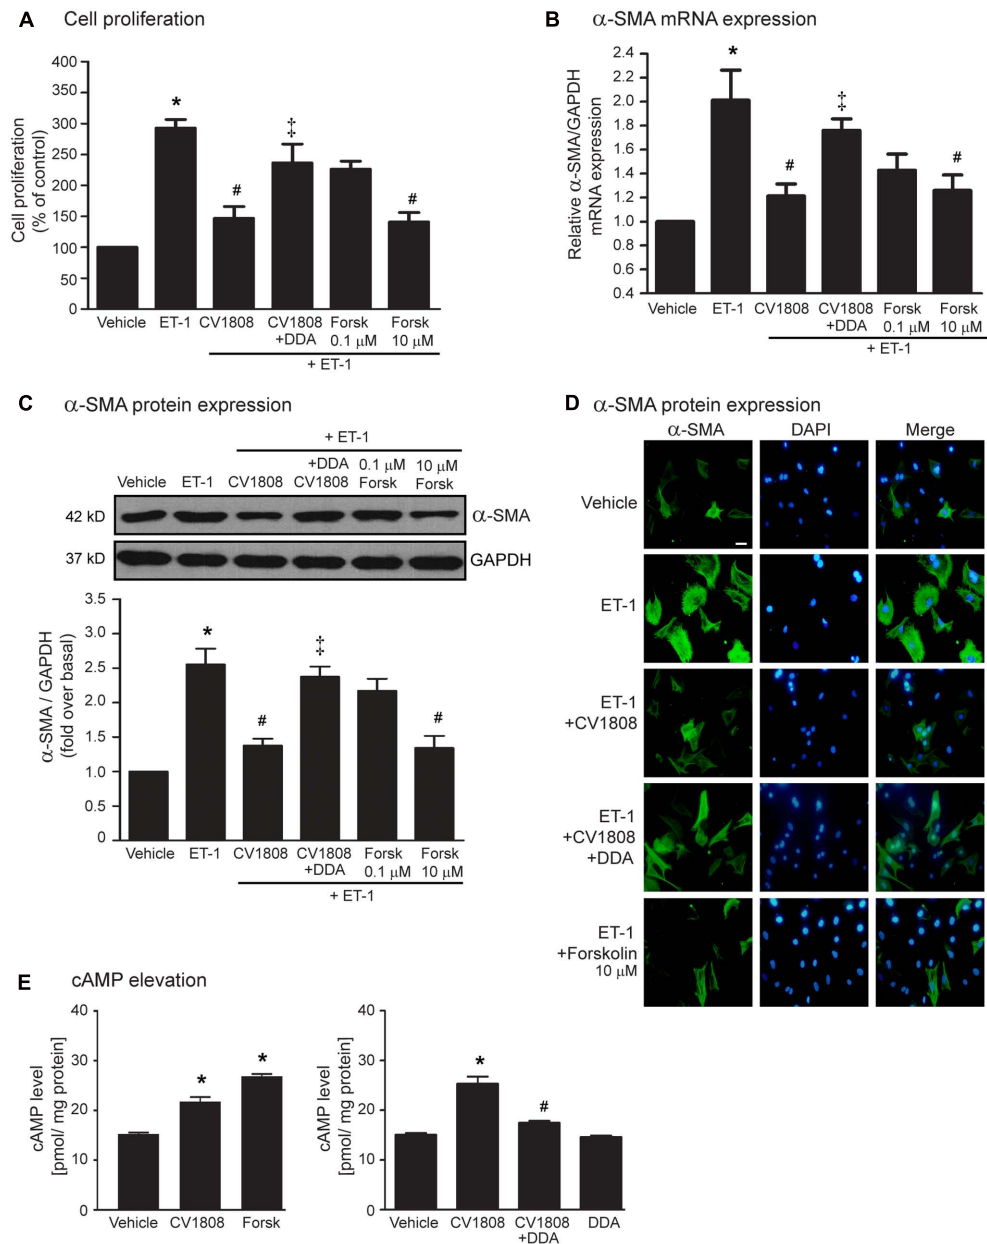 A Cell proliferation
400
350
300
250
200
150
100
50
0
Cell proliferation
(% of control)
*
#
‡
#
Vehicle ET-1 CV1808 CV1808 Forsk Forsk
+DDA 0.1 μM 10 μM
+ ET-1
B α-SMA mRNA expression
2.4
2.2
2.0
1.8
1.6
1.4
1.2
1.0
0.8
0.6
0.4
Relative α-SMA/GAPDH
mRNA expression
*
#
‡
#
Vehicle ET-1 CV1808 CV1808 Forsk Forsk
+DDA 0.1 μM 10 μM
+ ET-1
C α-SMA protein expression
+ ET-1
+DDA 0.1 μM 10 μM
Vehicle ET-1 CV1808 CV1808 Forsk Forsk
42 kD α-SMA
37 kD GAPDH
3.5
3.0
2.5
2.0
1.5
1.0
0.5
0
α-SMA / GAPDH
(fold over basal)
*
#
‡
#
Vehicle ET-1 CV1808 CV1808 Forsk Forsk
+DDA 0.1 μM 10 μM
+ ET-1
D α-SMA protein expression
α-SMA DAPI Merge
Vehicle
ET-1
ET-1
+CV1808
ET-1
+CV1808
+DDA
ET-1
+Forskolin
10 μM
E cAMP elevation
40
30
20
10
0
cAMP level
[pmol/ mg protein]
*
*
Vehicle CV1808 Forsk
40
30
20
10
0
cAMP level
[pmol/ mg protein]
*
#
Vehicle CV1808 CV1808 DDA
+DDA